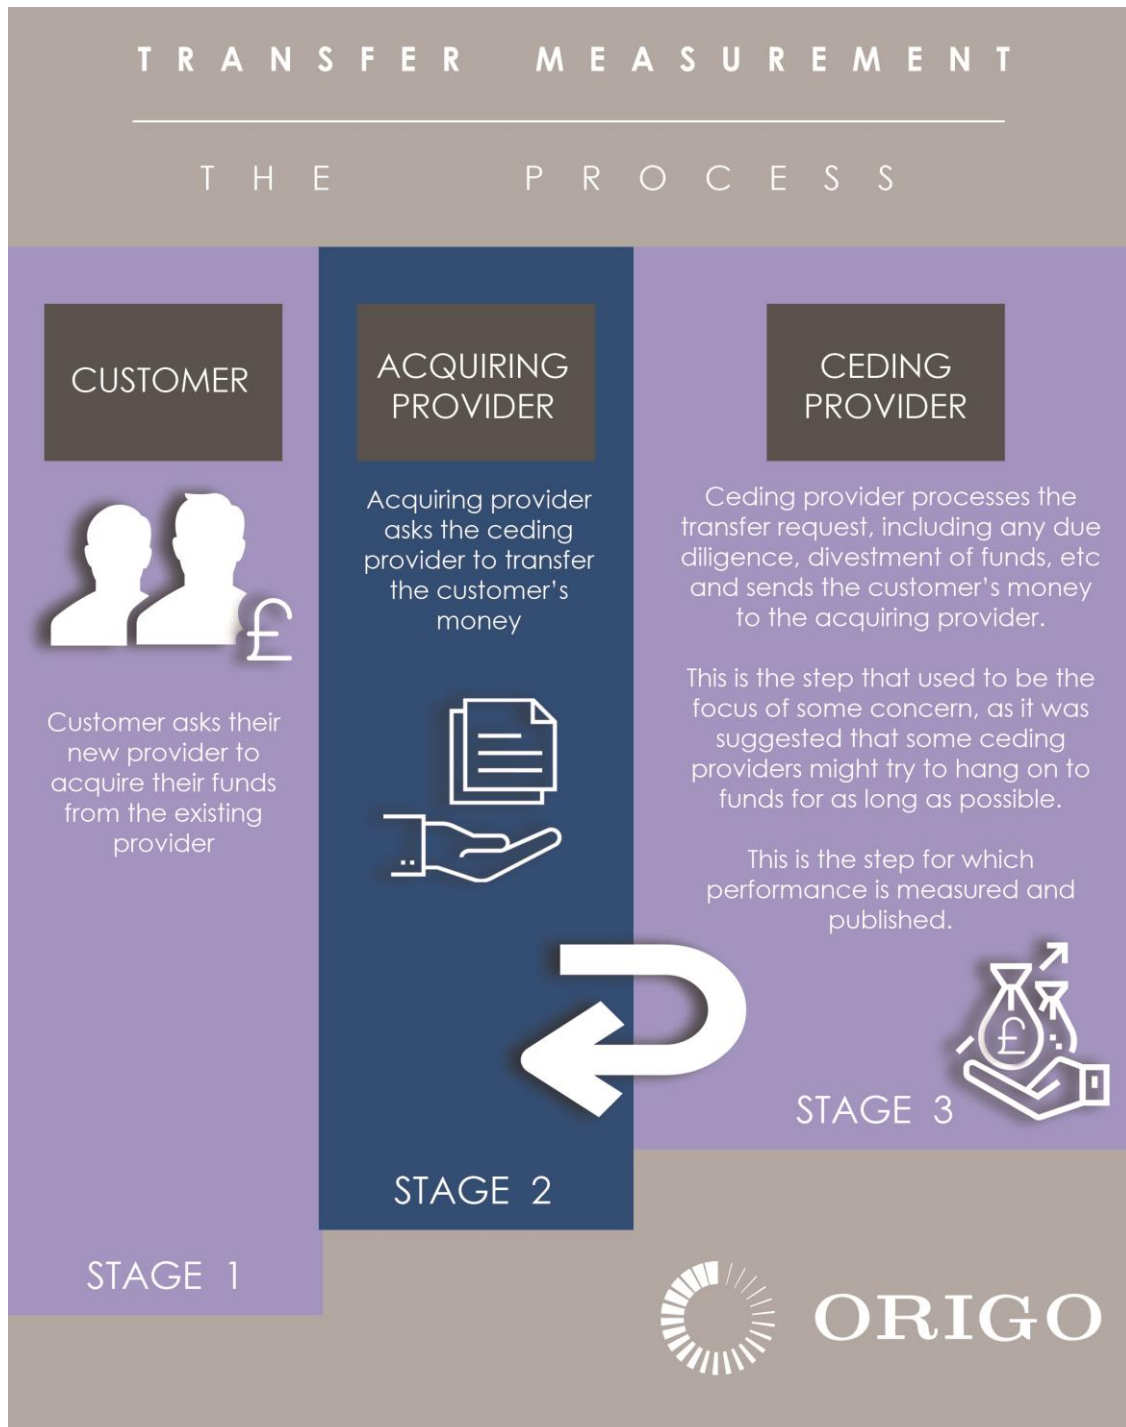 TRANSFER MEASUREMENT
THE PROCESS
CUSTOMER
Customer asks their
new provider to
acquire their funds
from the existing
provider
STAGE 1
ACQUIRING
PROVIDER
Acquiring provider
asks the ceding
provider to transfer
the customer's
money
STAGE 2
CEDING
PROVIDER
Ceding provider processes the
transfer request, including any due
diligence, divestment of funds, etc
and sends the customer's money
to the acquiring provider.
This is the step that used to be the
focus of some concern, as it was
suggested that some ceding
providers might try to hang on to
funds for as long as possible.
This is the step for which
performance is measured and
published.
STAGE 3
£
£
ORIGO